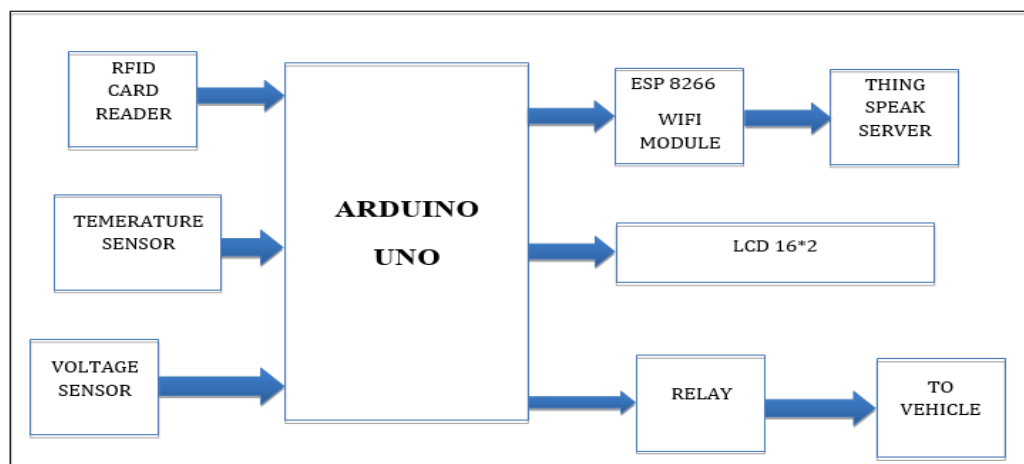 RFID
CARD
READER
TEMERATURE
SENSOR
VOLTAGE
SENSOR
ARDUINO
UNO
ESP 8266
WIFI
MODULE
THING
SPEAK
SERVER
LCD 16*2
RELAY
TO
VEHICLE